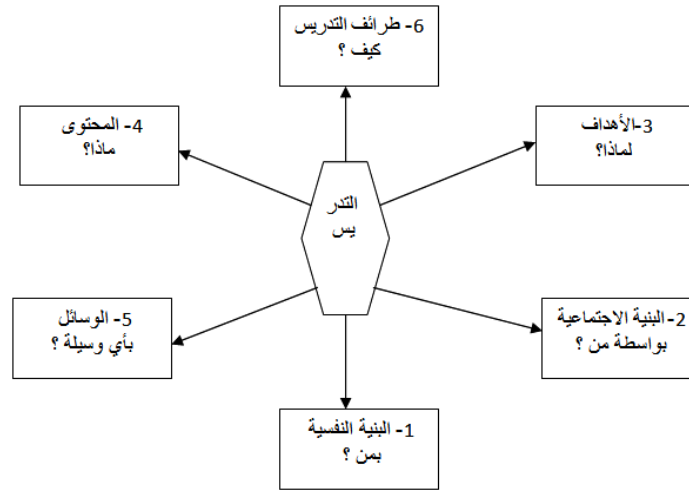 6- طرائف التدريس
كيف ؟
4- المحتوى
ماذا؟
3-الأهداف
لماذا؟
التدر
يس
5- الوسائل
بأي وسيلة ؟
2-البنية الاجتماعية
بواسطة من ؟
1- البنية النفسية
بمن ؟